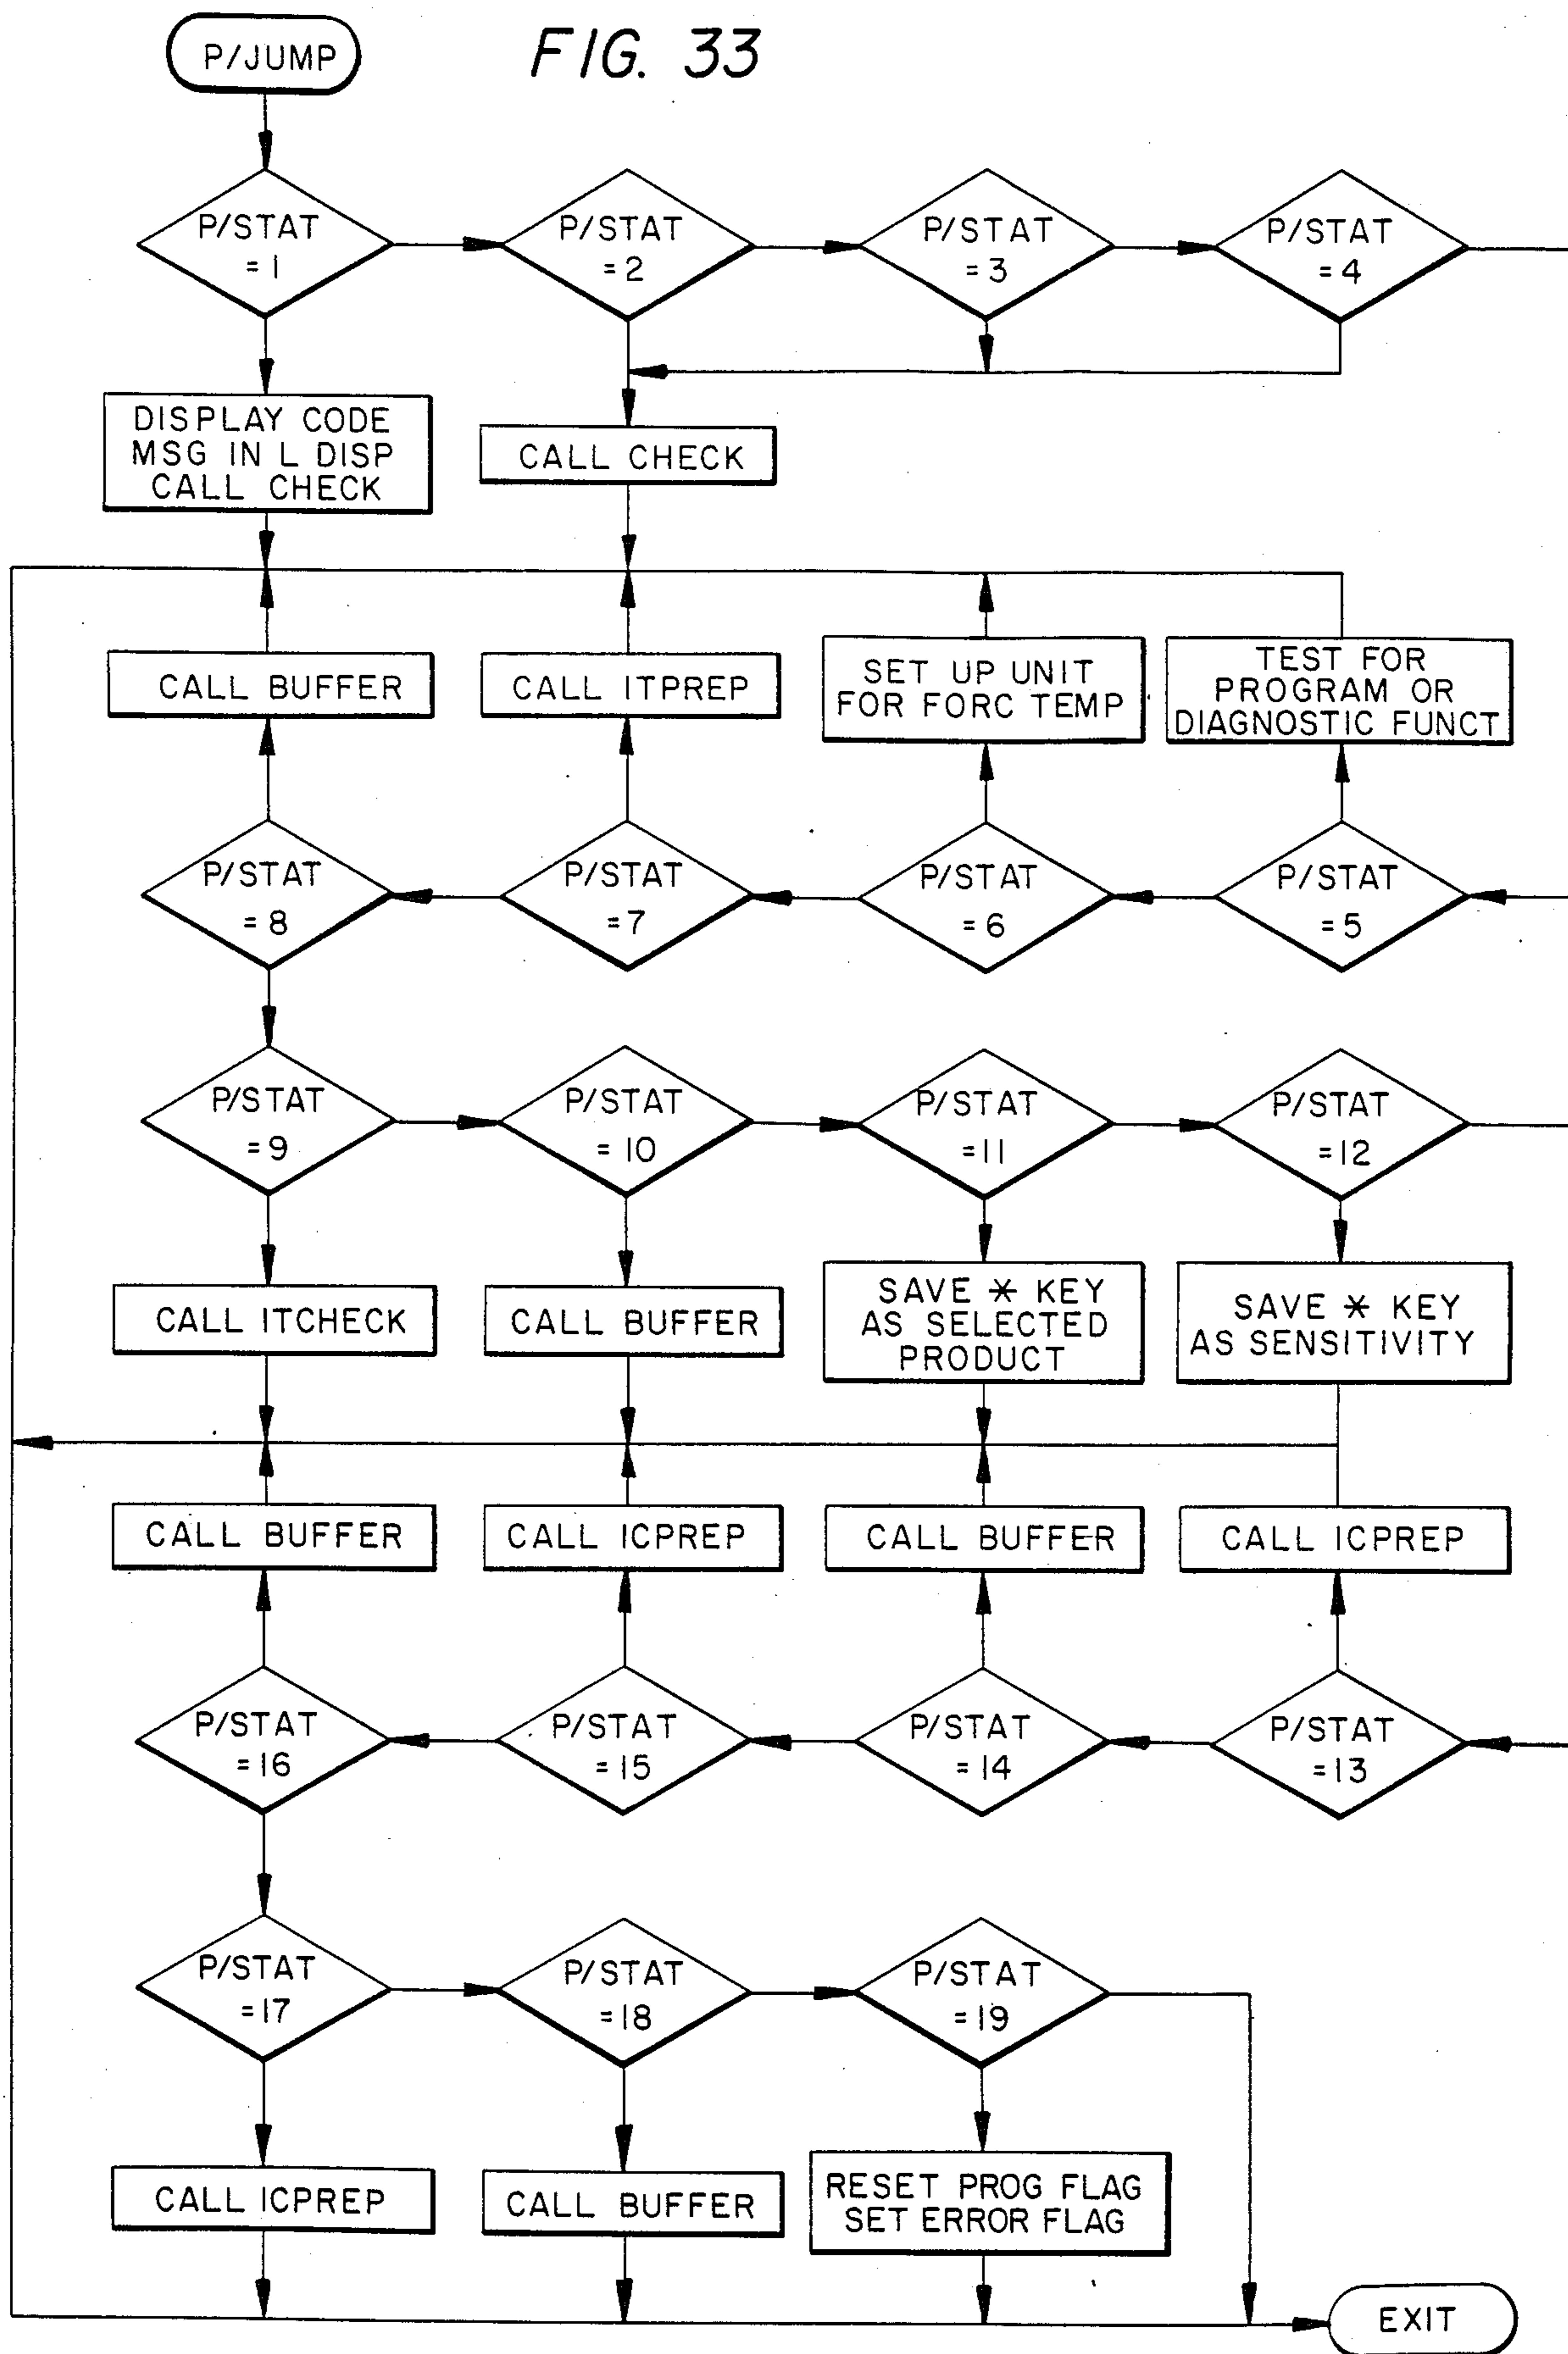 P/JUMP
FIG. 33
P/STAT
=1
P/STAT
=2
P/STAT
=3
P/STAT
=4
DISPLAY CODE
MSG IN L DISP
CALL CHECK
CALL CHECK
CALL BUFFER
CALL ITPREP
SET UP UNIT
FOR FORC TEMP
TEST FOR
PROGRAM OR
DIAGNOSTIC FUNCT
P/STAT
=8
P/STAT
=7
P/STAT
=6
P/STAT
=5
P/STAT
=9
P/STAT
=10
P/STAT
=11
P/STAT
=12
CALL ITCHECK
CALL BUFFER
SAVE * KEY
AS SELECTED
PRODUCT
SAVE * KEY
AS SENSITIVITY
CALL BUFFER
CALL ICPREP
CALL BUFFER
CALL ICPREP
P/STAT
=16
P/STAT
=15
P/STAT
=14
P/STAT
=13
P/STAT
=17
P/STAT
=18
P/STAT
=19
CALL ICPREP
CALL BUFFER
RESET PROG FLAG
SET ERROR FLAG
EXIT